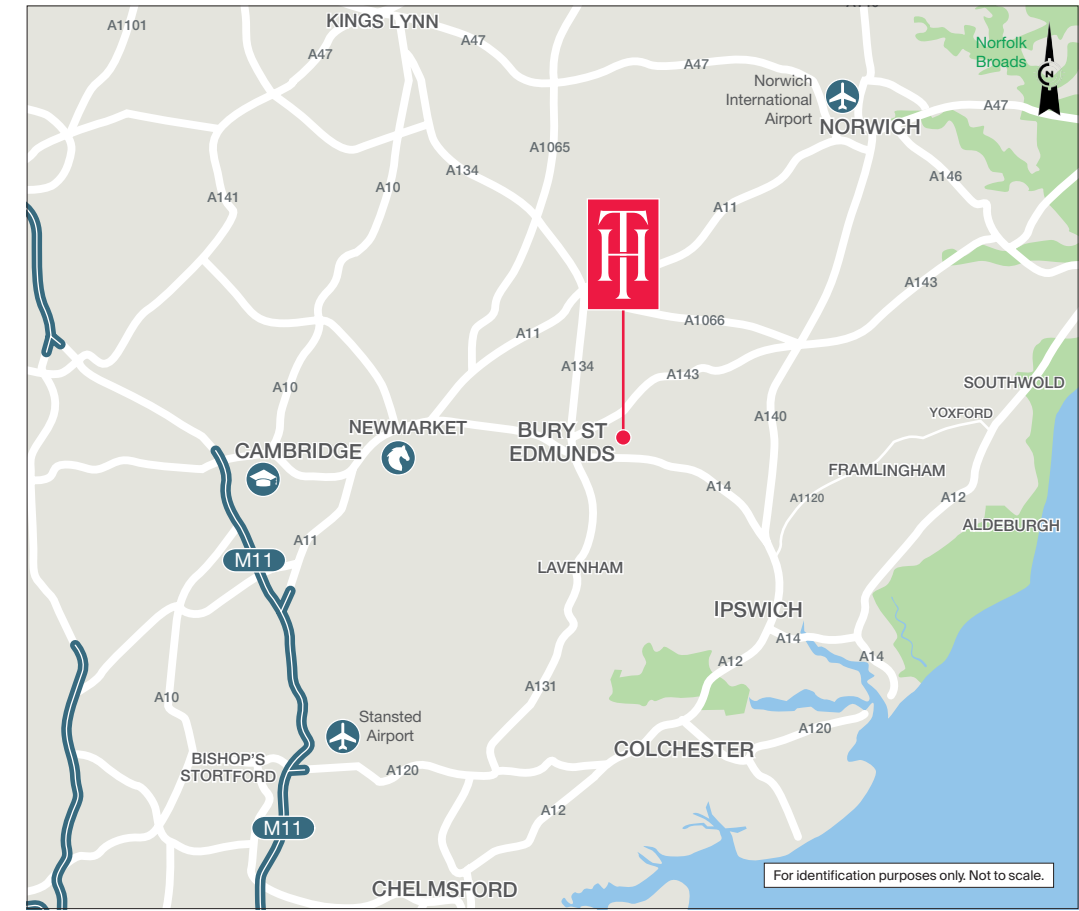 A1101
KINGS LYNN
A47
A47
A47
Norfolk
Broads
N
Norwich
International
Airport
NORWICH
A47
A1065
A134
A10
A141
A146
A11
TH
A143
A1066
A11
A134
A143
A10
A140
SOUTHWOLD
YOXFORD
NEWMARKET
BURY ST
EDMUNDS
CAMBRIDGE
FRAMLINGHAM
A14
A1120
A12
ALDEBURGH
A11
M11
LAVENHAM
IPSWICH
A14
A14
A12
A131
A10
Stansted
Airport
A120
COLCHESTER
BISHOP'S
STORTFORD
A120
A12
M11
For identification purposes only. Not to scale.
CHELMSFORD